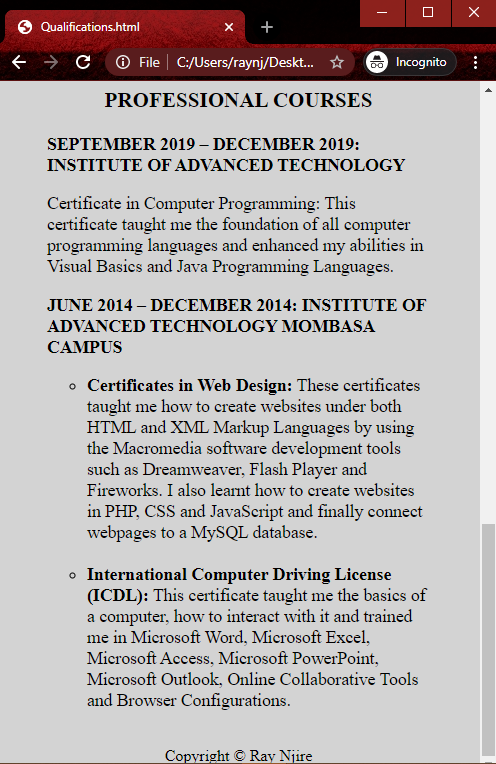 Qualifications.html
File | C:/Users/raynj/Deskt... Incognito
PROFESSIONAL COURSES
SEPTEMBER 2019 – DECEMBER 2019:
INSTITUTE OF ADVANCED TECHNOLOGY
Certificate in Computer Programming: This
certificate taught me the foundation of all computer
programming languages and enhanced my abilities in
Visual Basics and Java Programming Languages.
JUNE 2014 – DECEMBER 2014: INSTITUTE OF
ADVANCED TECHNOLOGY MOMBASA
CAMPUS
Certificates in Web Design: These certificates
taught me how to create websites under both
HTML and XML Markup Languages by using
the Macromedia software development tools
such as Dreamweaver, Flash Player and
Fireworks. I also learnt how to create websites
in PHP, CSS and JavaScript and finally connect
webpages to a MySQL database.
International Computer Driving License
(ICDL): This certificate taught me the basics of
a computer, how to interact with it and trained
me in Microsoft Word, Microsoft Excel,
Microsoft Access, Microsoft PowerPoint,
Microsoft Outlook, Online Collaborative Tools
and Browser Configurations.
Copyright © Ray Njire